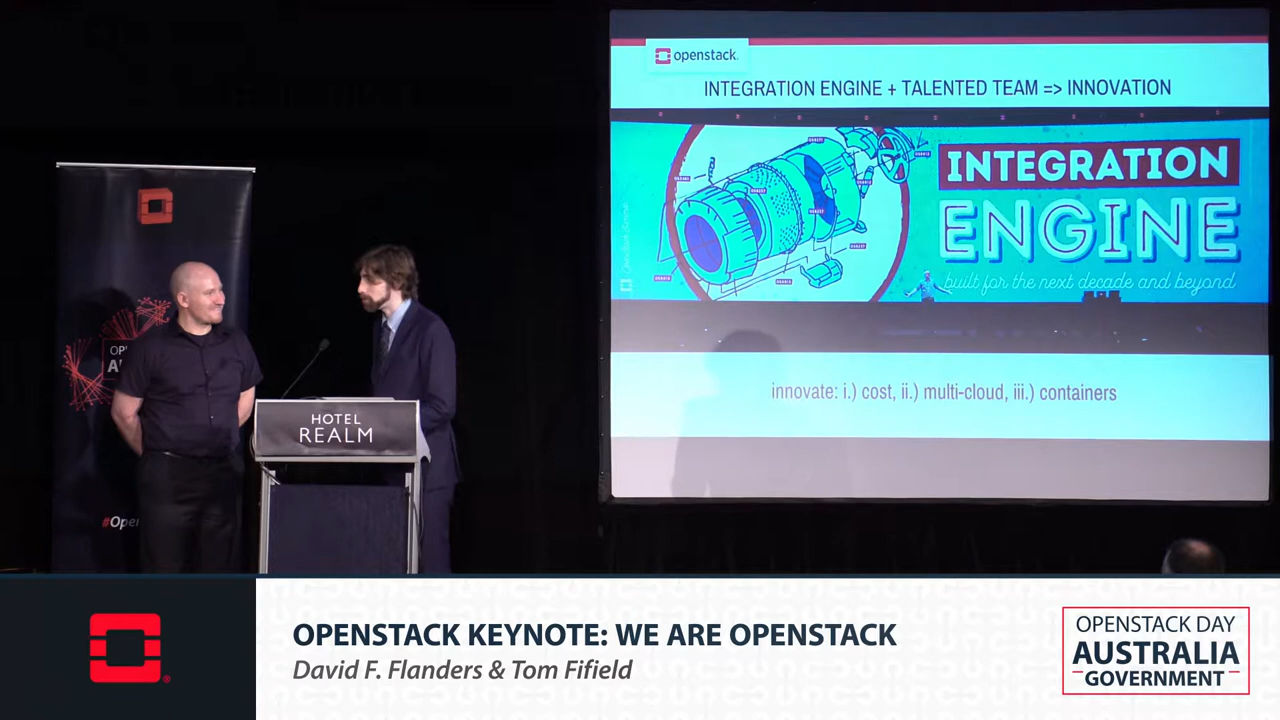 openstack.
INTEGRATION ENGINE + TALENTED TEAM => INNOVATION
INTEGRATION
ENGINE
built for the next decade and beyond
innovate: i.) cost, ii.) multi-cloud, iii.) containers
HOTEL
REALM
OPENSTACK KEYNOTE: WE ARE OPENSTACK
David F. Flanders & Tom Fifield
OPENSTACK DAY
AUSTRALIA
GOVERNMENT